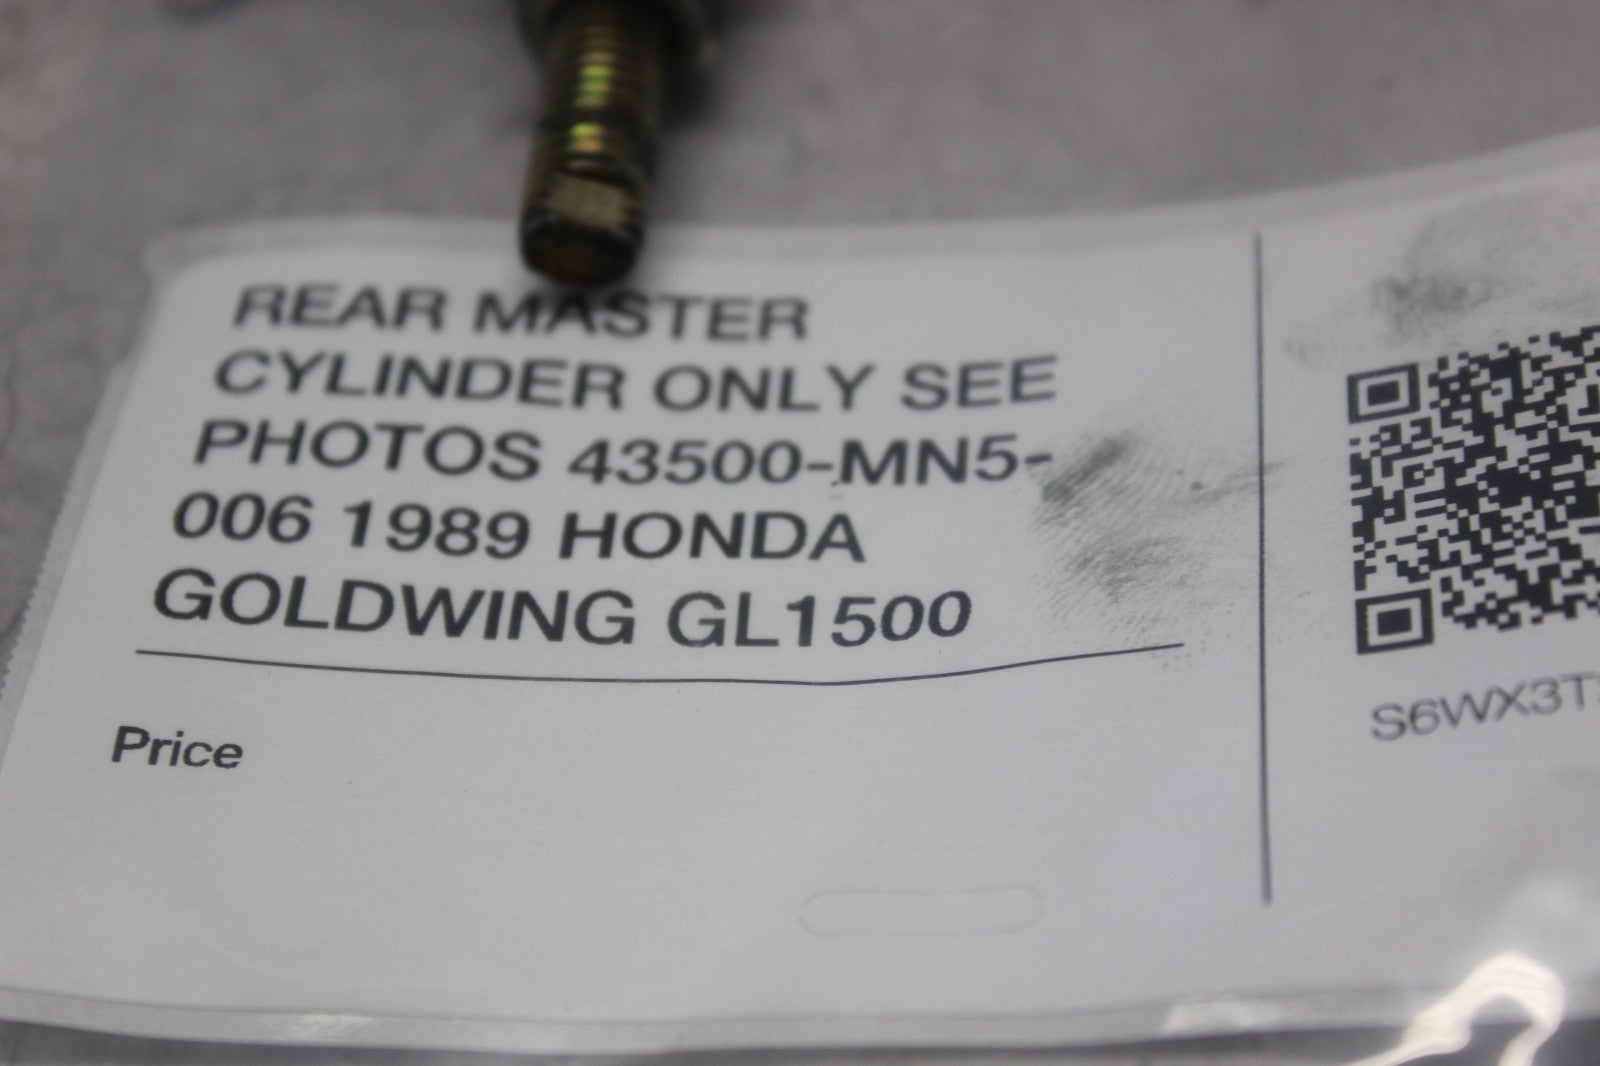 REAR MASTER
CYLINDER ONLY SEE
PHOTOS 43500-MN5-
006 1989 HONDA
GOLDWING GL1500
Price